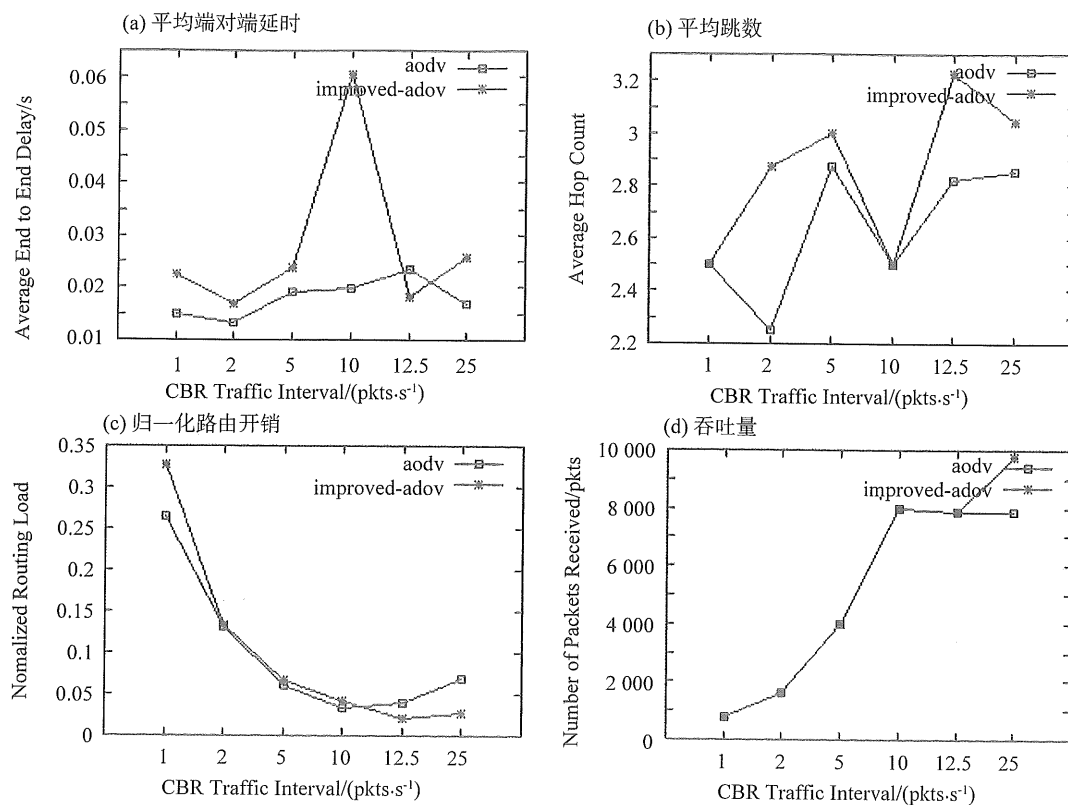 (a) 平均端对端延时
aodv
improved-adov
0.06
0.05
0.04
0.03
0.02
0.01
Average End to End Delay/s
1 2 5 10 12.5 25
CBR Traffic Interval/(pkts·s⁻¹)
(b) 平均跳数
aodv
improved-adov
3.2
3
2.8
2.6
2.4
2.2
Average Hop Count
1 2 5 10 12.5 25
CBR Traffic Interval/(pkts·s⁻¹)
(c) 归一化路由开销
aodv
improved-adov
0.35
0.3
0.25
0.2
0.15
0.1
0.05
0
Nomalized Routing Load
1 2 5 10 12.5 25
CBR Traffic Interval/(pkts·s⁻¹)
(d) 吞吐量
aodv
improved-adov
10 000
8 000
6 000
4 000
2 000
0
Number of Packets Received/pkts
1 2 5 10 12.5 25
CBR Traffic Interval/(pkts·s⁻¹)